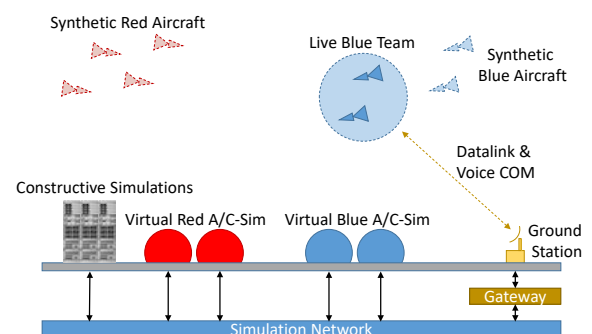 Synthetic Red Aircraft
Live Blue Team
Synthetic
Blue Aircraft
Datalink &
Voice COM
Constructive Simulations
Virtual Red A/C-Sim
Virtual Blue A/C-Sim
Ground
Station
Gateway
Simulation Network